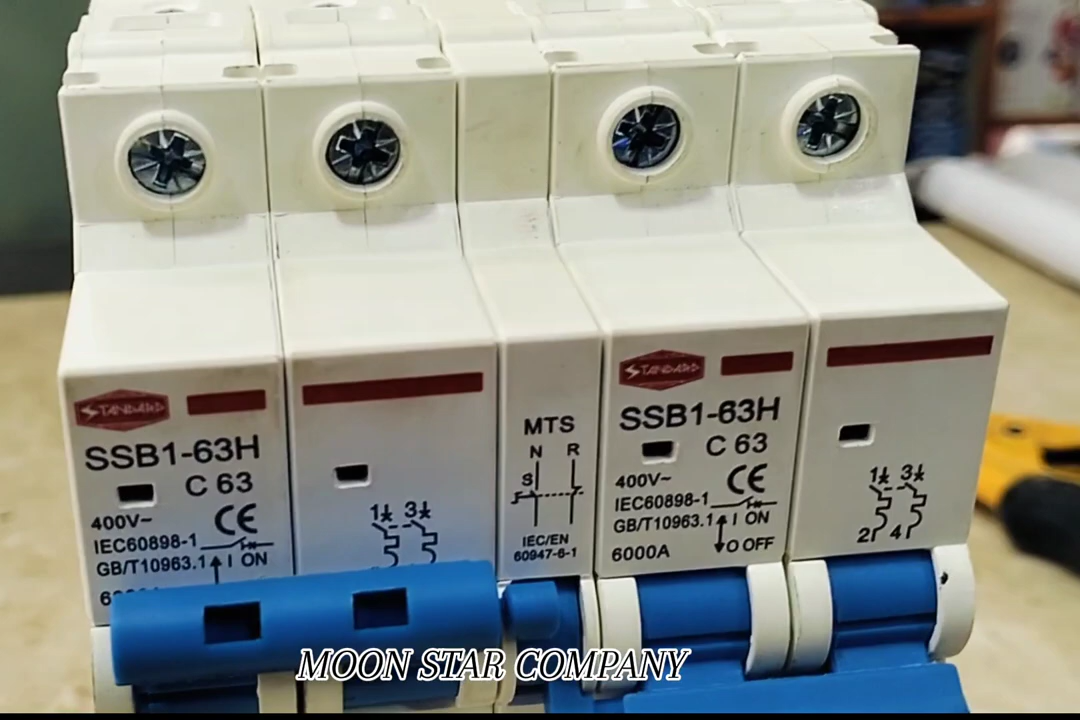 STANDARD
SSB1-63H
C 63
400V~
CE
IEC60898-1
GB/T10963.1
I ON
1 3
MTS
N R
S
IEC/EN
60947-6-1
STANDARD
SSB1-63H
C 63
400V~
CE
IEC60898-1
GB/T10963.1
I ON
6000A
O OFF
1 3
2 4
MOON STAR COMPANY